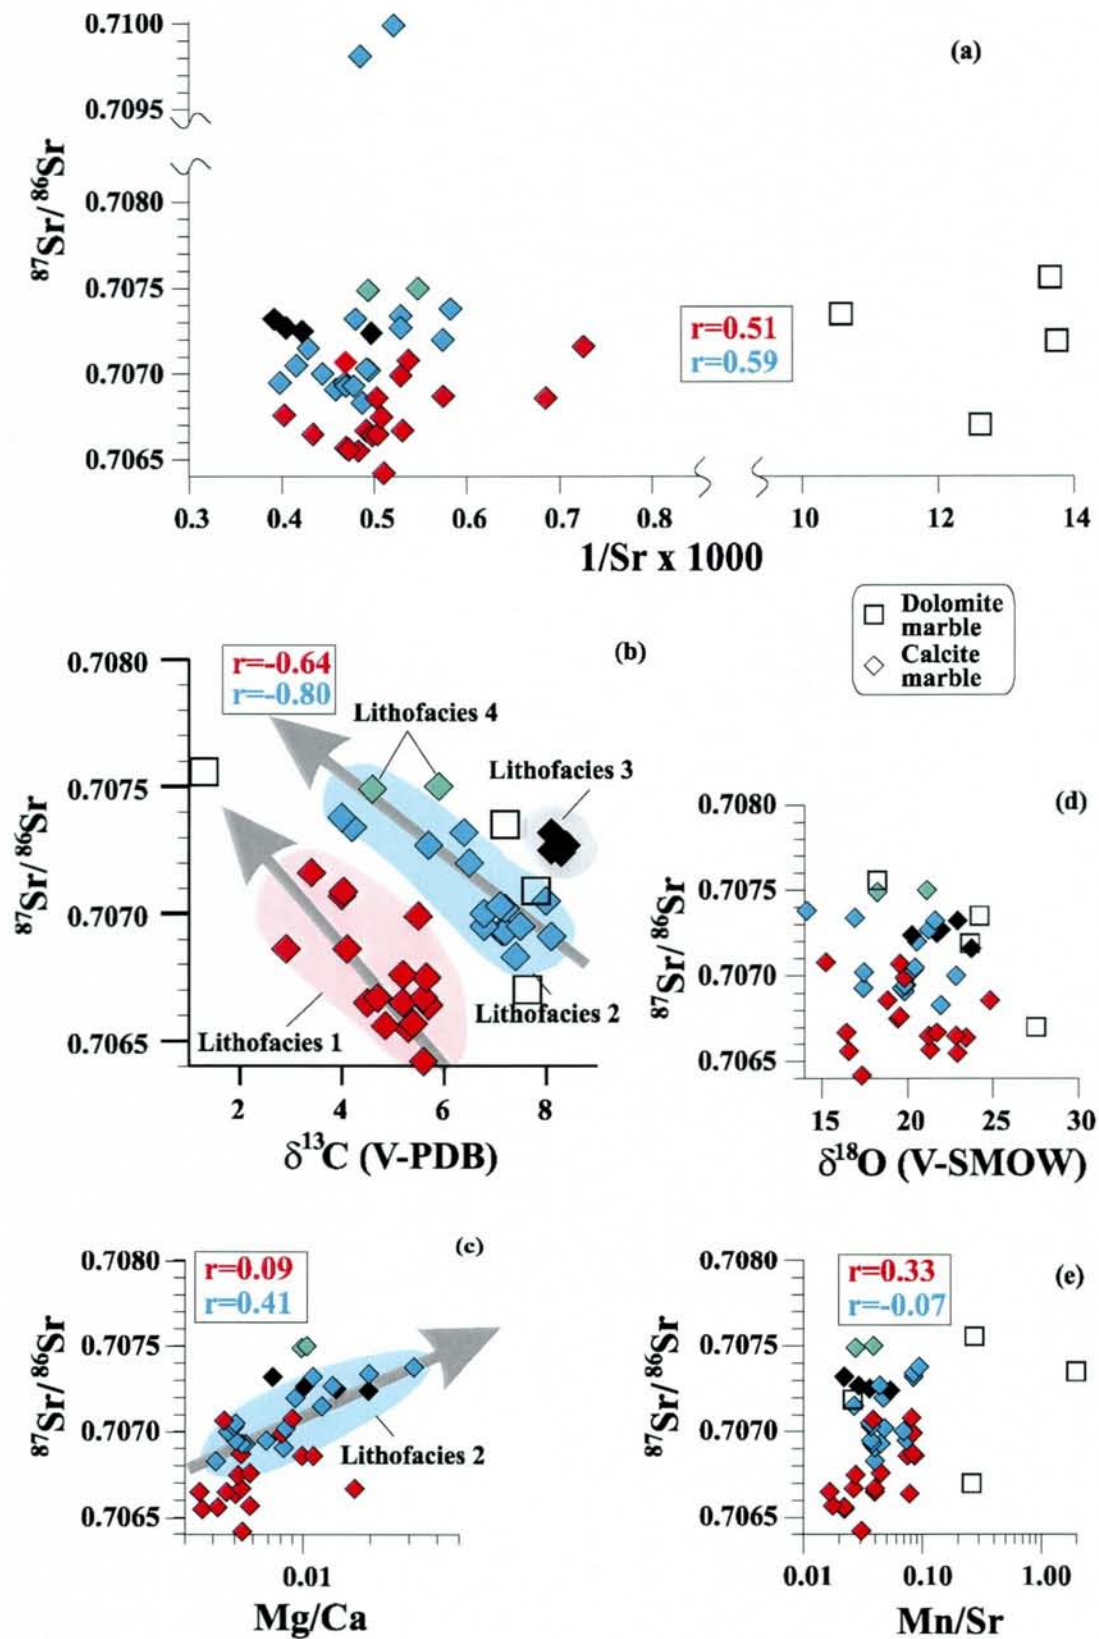 (a)
0.7100
0.7095
0.7080
0.7075
0.7070
0.7065
87Sr/86Sr
r=0.51
r=0.59
0.3 0.4 0.5 0.6 0.7 0.8 10 12 14
1/Sr x 1000
Dolomite
marble
Calcite
marble
(b)
0.7080
0.7075
0.7070
0.7065
87Sr/86Sr
r=-0.64
r=-0.80
Lithofacies 4
Lithofacies 3
Lithofacies 2
Lithofacies 1
2 4 6 8
δ13C (V-PDB)
(d)
0.7080
0.7075
0.7070
0.7065
87Sr/86Sr
15 20 25 30
δ18O (V-SMOW)
(c)
0.7080
0.7075
0.7070
0.7065
87Sr/86Sr
r=0.09
r=0.41
Lithofacies 2
0.01
Mg/Ca
(e)
0.7080
0.7075
0.7070
0.7065
87Sr/86Sr
r=0.33
r=-0.07
0.01 0.10 1.00
Mn/Sr